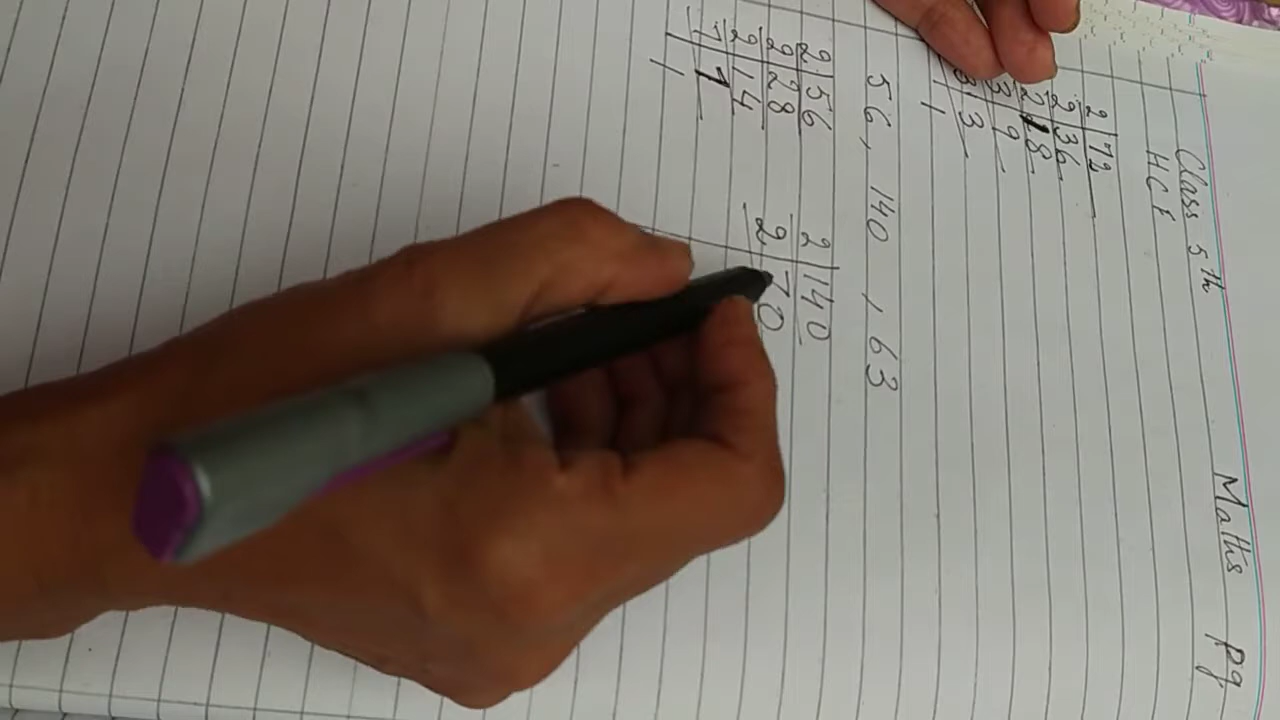 Class 5th Maths Pg
HCF
2 | 72
2 | 36
2 | 18
3 | 9
3 | 3
1
56, 140, 63
2 | 56 2 | 140
2 | 28 2 | 70
2 | 14
7 | 7
1